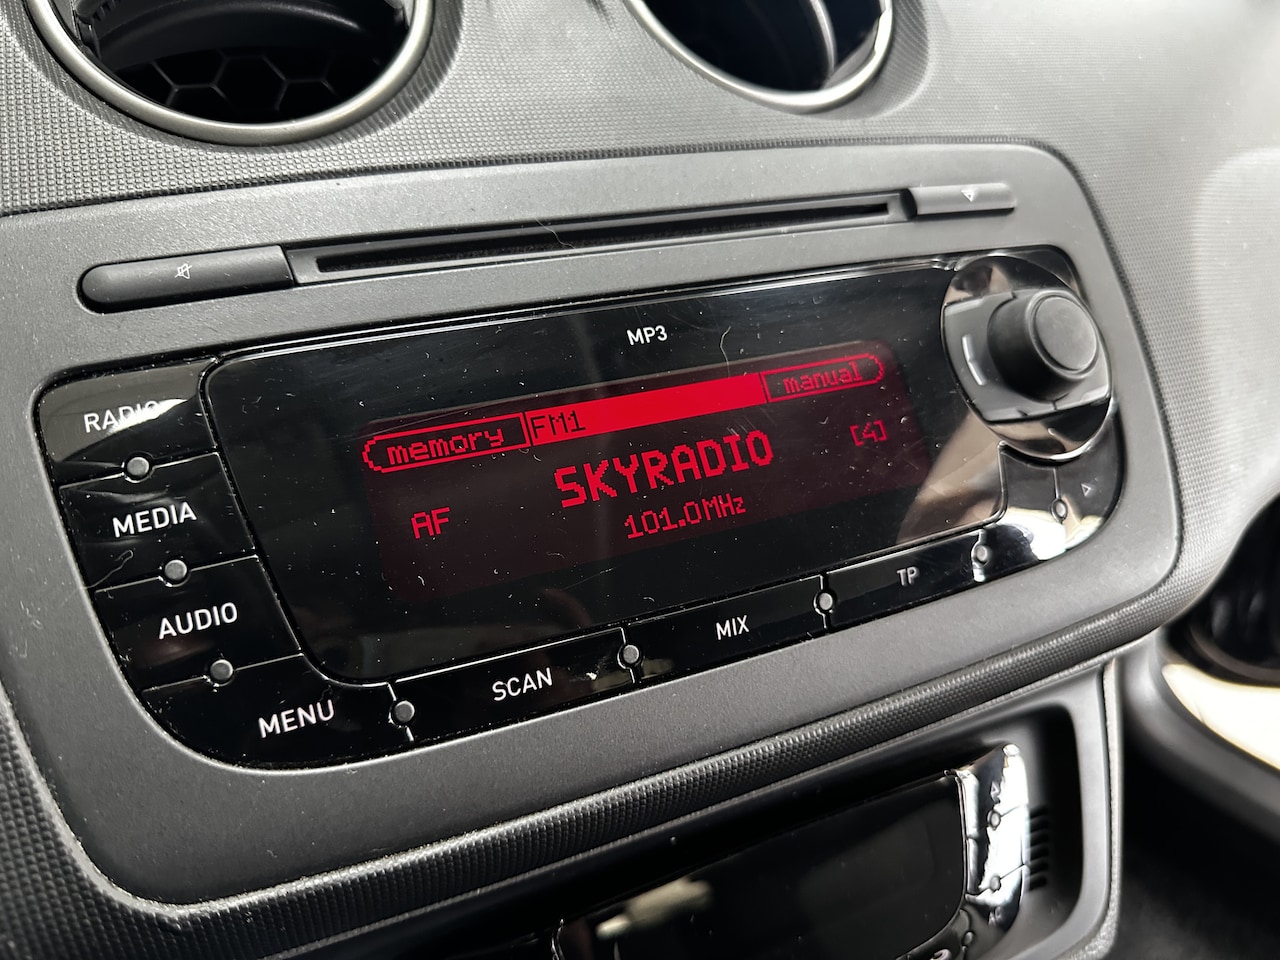 MP3
RADIO
memory FM1 manual
SKYRADIO [4]
AF 101.0MHz
MEDIA
AUDIO
MENU SCAN MIX TP